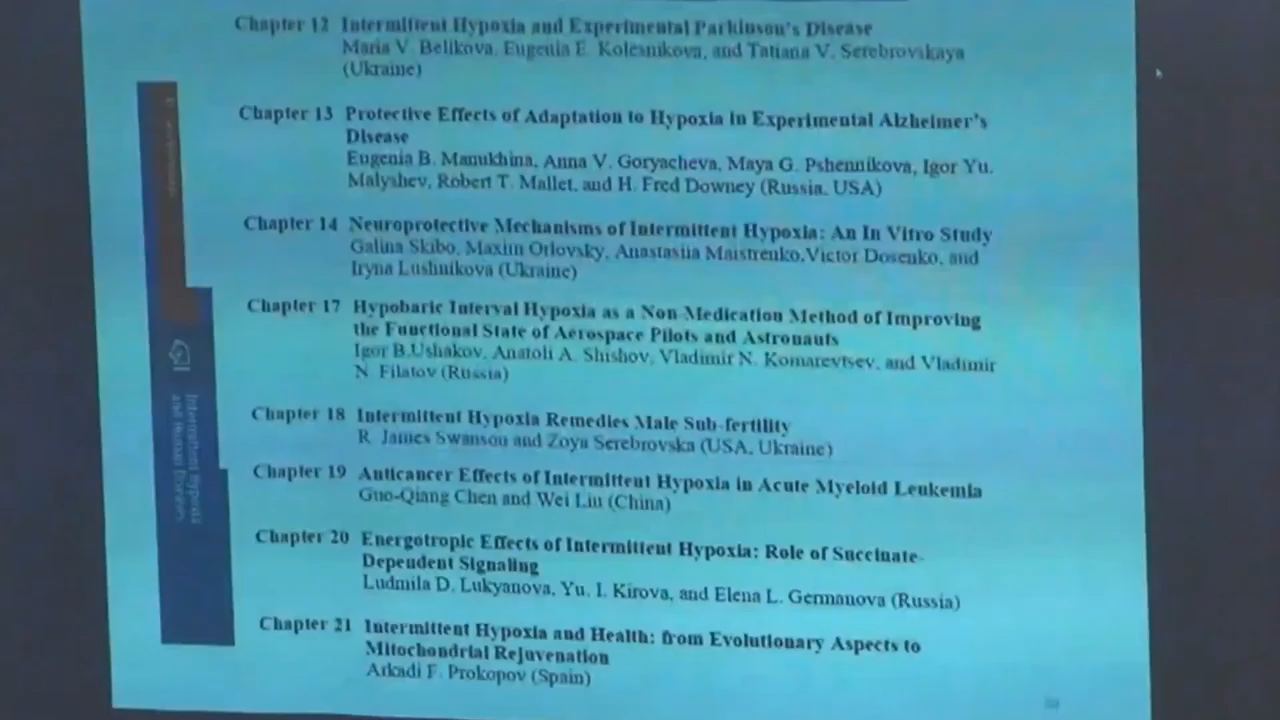 Chapter 12 Intermittent Hypoxia and Experimental Parkinson's Disease
Maria V. Belikova, Eugenia E. Kolesnikova, and Tatiana V. Serebrovskaya
(Ukraine)
Chapter 13 Protective Effects of Adaptation to Hypoxia in Experimental Alzheimer's
Disease
Eugenia B. Manukhina, Anna V. Goryacheva, Maya G. Pshennikova, Igor Yu.
Malyshev, Robert T. Mallet, and H. Fred Downey (Russia, USA)
Chapter 14 Neuroprotective Mechanisms of Intermittent Hypoxia: An In Vitro Study
Galina Skibo, Maxim Orlovsky, Anastasiia Maistrenko,Victor Dosenko, and
Iryna Lushnikova (Ukraine)
Chapter 17 Hypobaric Interval Hypoxia as a Non-Medication Method of Improving
the Functional State of Aerospace Pilots and Astronauts
Igor B.Ushakov, Anatoli A. Shishov, Vladimir N. Komarevtsev, and Vladimir
N. Filatov (Russia)
Chapter 18 Intermittent Hypoxia Remedies Male Sub-fertility
R. James Swanson and Zoya Serebrovska (USA, Ukraine)
Chapter 19 Anticancer Effects of Intermittent Hypoxia in Acute Myeloid Leukemia
Guo-Qiang Chen and Wei Liu (China)
Chapter 20 Energotropic Effects of Intermittent Hypoxia: Role of Succinate-
Dependent Signaling
Ludmila D. Lukyanova, Yu. I. Kirova, and Elena L. Germanova (Russia)
Chapter 21 Intermittent Hypoxia and Health: from Evolutionary Aspects to
Mitochondrial Rejuvenation
Arkadi F. Prokopov (Spain)
Intermittent Hypoxia
and Human Diseases